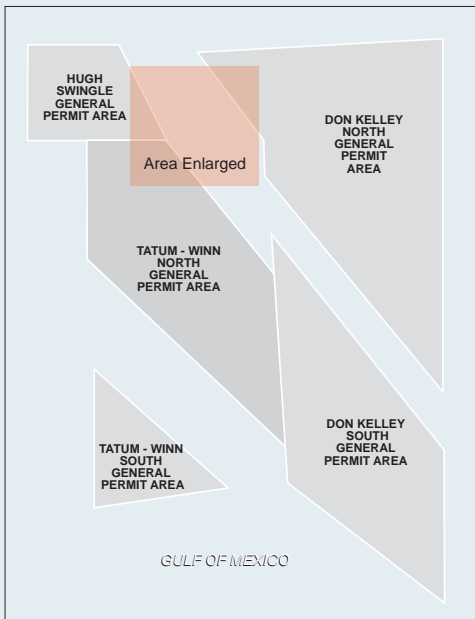 HUGH
SWINGLE
GENERAL
PERMIT AREA
Area Enlarged
DON KELLEY
NORTH
GENERAL
PERMIT
AREA
TATUM - WINN
NORTH
GENERAL
PERMIT AREA
TATUM - WINN
SOUTH
GENERAL
PERMIT AREA
DON KELLEY
SOUTH
GENERAL
PERMIT AREA
GULF OF MEXICO